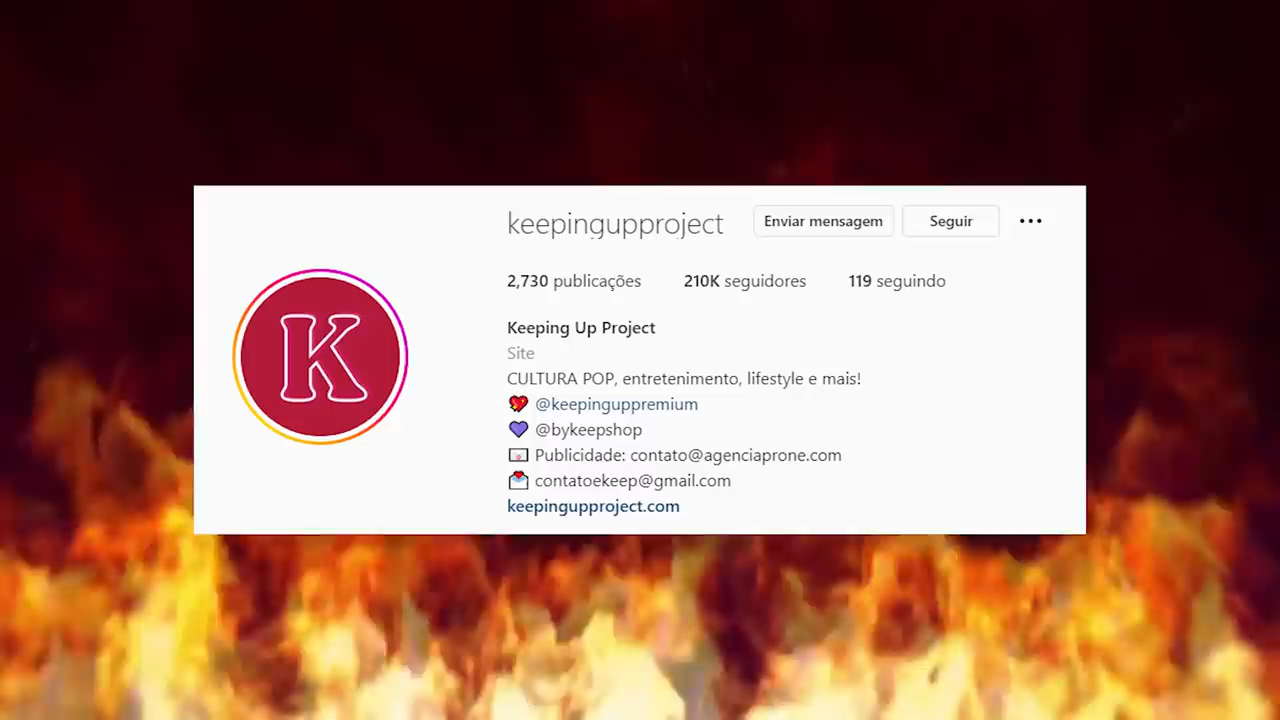 keepingupproject Enviar mensagem Seguir
2,730 publicações 210K seguidores 119 seguindo
K
Keeping Up Project
Site
CULTURA POP, entretenimento, lifestyle e mais!
@keepinguppremium
@bykeepshop
Publicidade: contato@agenciaprone.com
contatoekeep@gmail.com
keepingupproject.com